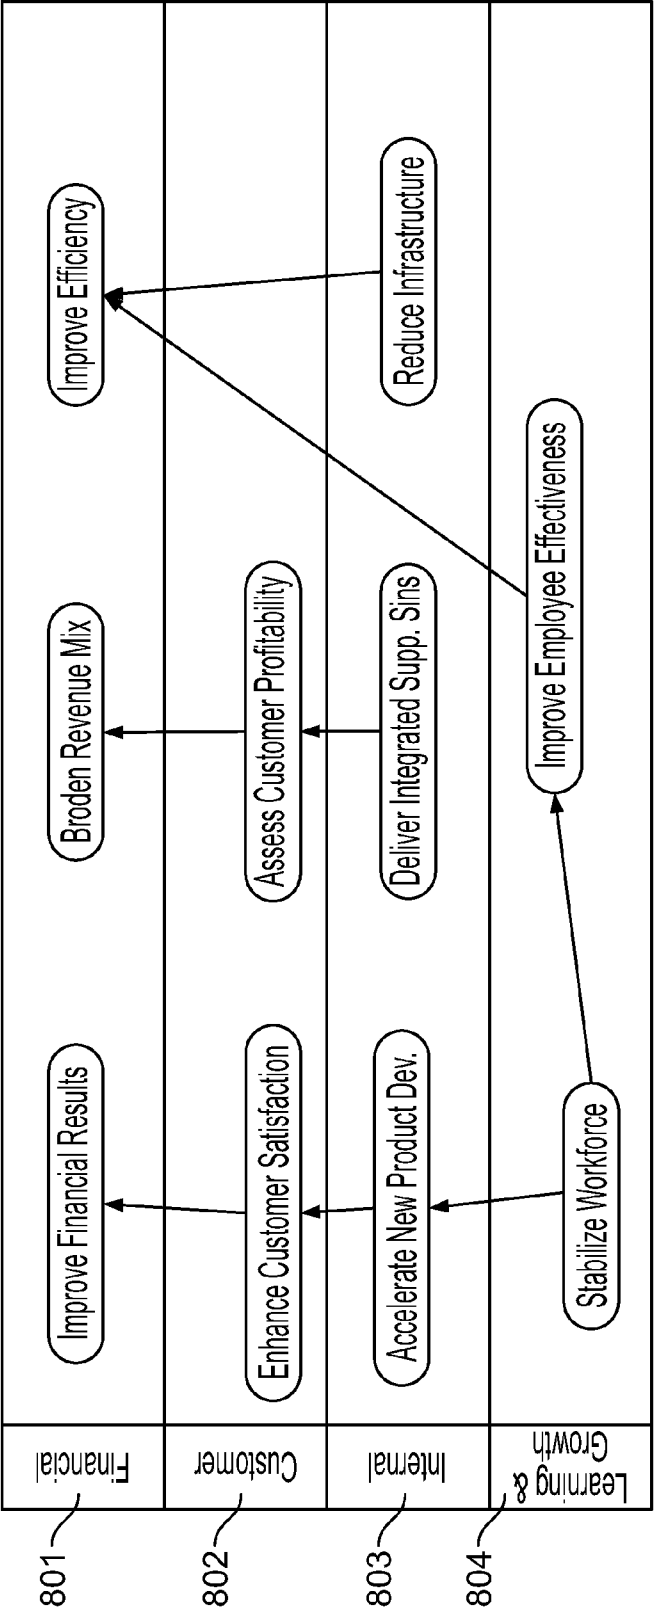 801
Financial
Improve Financial Results
Broden Revenue Mix
Improve Efficiency
802
Customer
Enhance Customer Satisfaction
Assess Customer Profitability
803
Internal
Accelerate New Product Dev.
Deliver Integrated Supp. Sins
Reduce Infrastructure
804
Learning &
Growth
Stabilize Workforce
Improve Employee Effectiveness